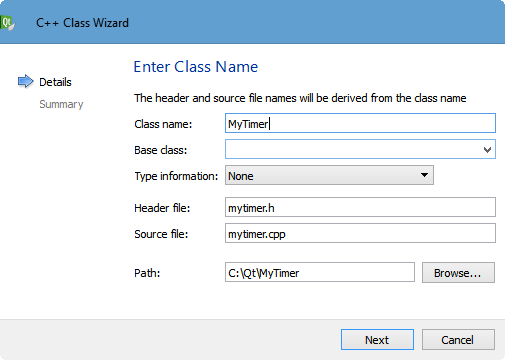 Qt C++ Class Wizard
Details
Summary
Enter Class Name
The header and source file names will be derived from the class name
Class name: MyTimer
Base class:
Type information: None
Header file: mytimer.h
Source file: mytimer.cpp
Path: C:\Qt\MyTimer Browse...
Next Cancel